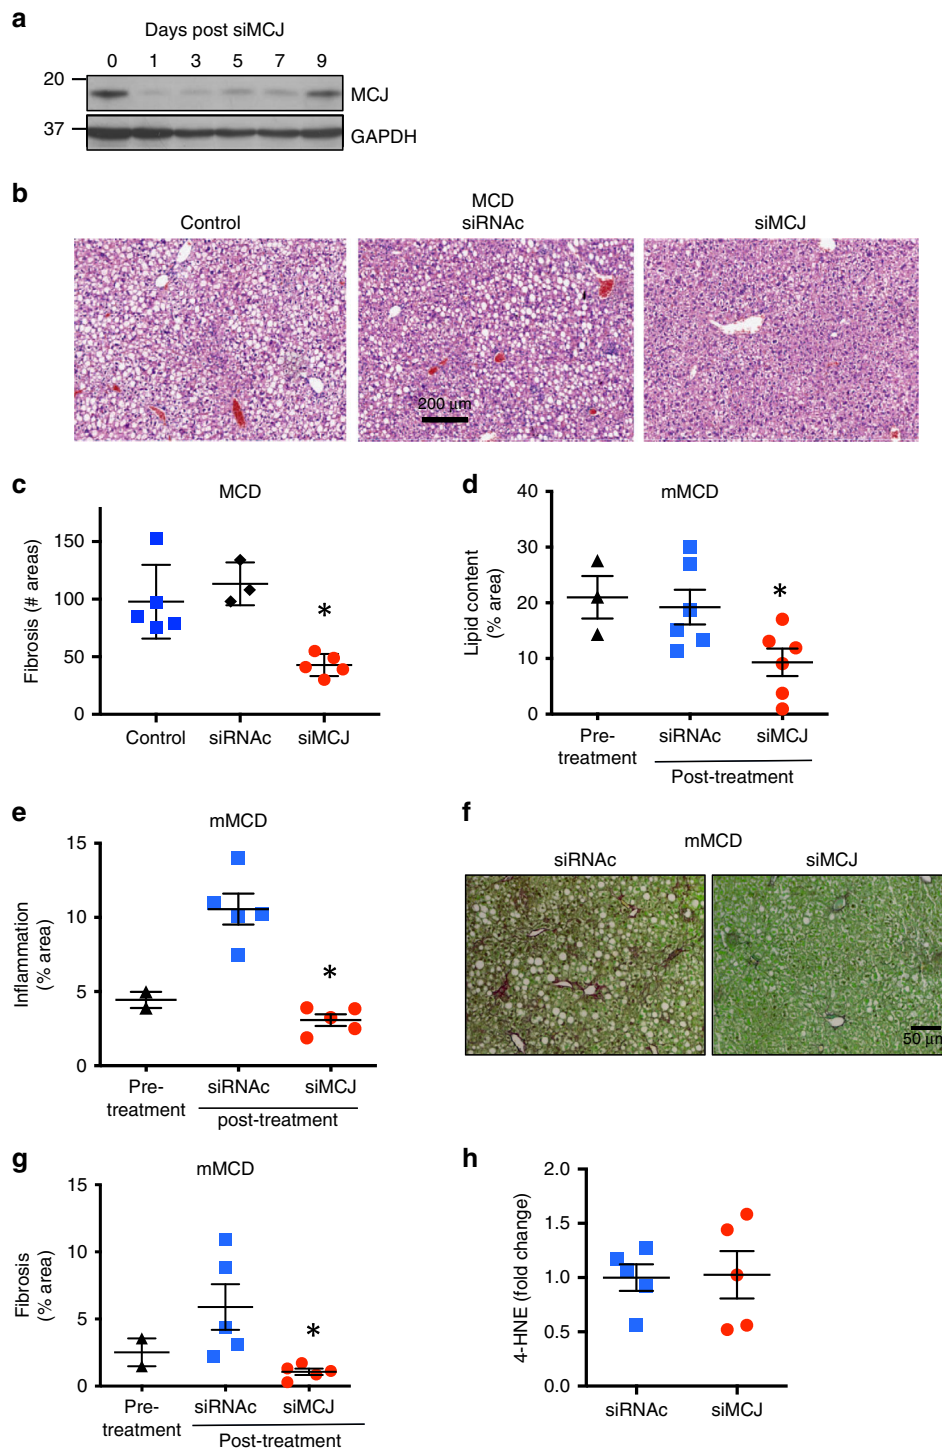 a
Days post siMCJ
0 1 3 5 7 9
20
MCJ
37
GAPDH
b
MCD
Control siRNAc siMCJ
200 μm
c
MCD
Fibrosis (# areas)
150
100
50
0
*
Control siRNAc siMCJ
d
mMCD
Lipid content
(% area)
40
30
20
10
0
*
Pre-
treatment
siRNAc siMCJ
Post-treatment
e
mMCD
Inflammation
(% area)
15
10
5
0
*
Pre-
treatment
siRNAc siMCJ
post-treatment
f
mMCD
siRNAc siMCJ
50 μm
g
mMCD
Fibrosis
(% area)
15
10
5
0
*
Pre-
treatment
siRNAc siMCJ
Post-treatment
h
4-HNE (fold change)
2.0
1.5
1.0
0.5
0.0
siRNAc siMCJ